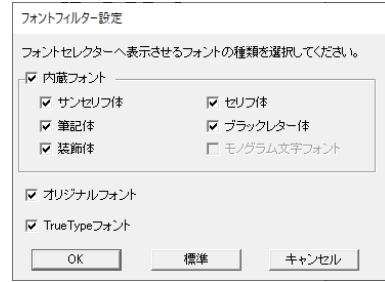 フォントフィルター設定
フォントセレクターへ表示させるフォントの種類を選択してください。
内蔵フォント
サンセリフ体 セリフ体
筆記体 ブラックレター体
装飾体 モノグラム文字フォント
オリジナルフォント
TrueTypeフォント
OK 標準 キャンセル